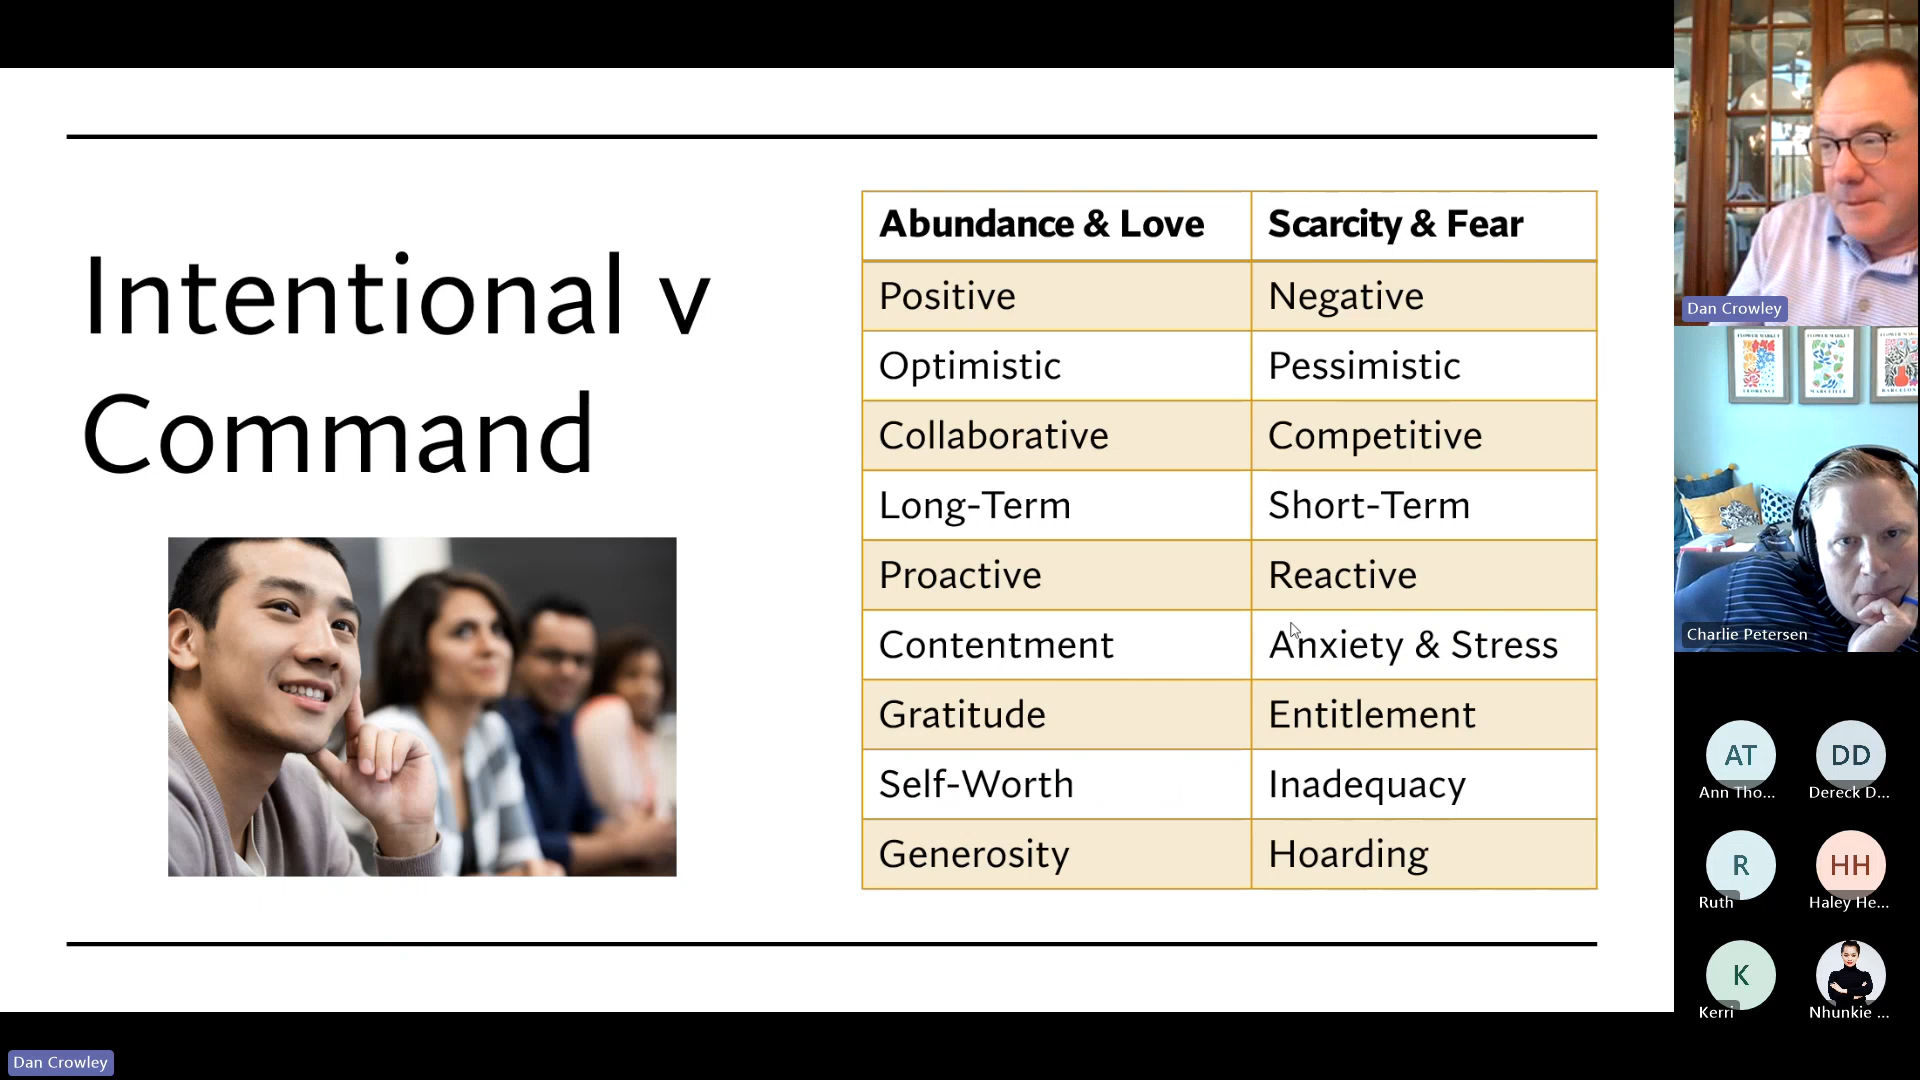 Intentional v
Command
Abundance & Love Scarcity & Fear
Positive Negative
Optimistic Pessimistic
Collaborative Competitive
Long-Term Short-Term
Proactive Reactive
Contentment Anxiety & Stress
Gratitude Entitlement
Self-Worth Inadequacy
Generosity Hoarding
Dan Crowley
Charlie Petersen
AT DD
Ann Tho... Dereck D...
R HH
Ruth Haley He...
K
Kerri Nhunkie ...
Dan Crowley